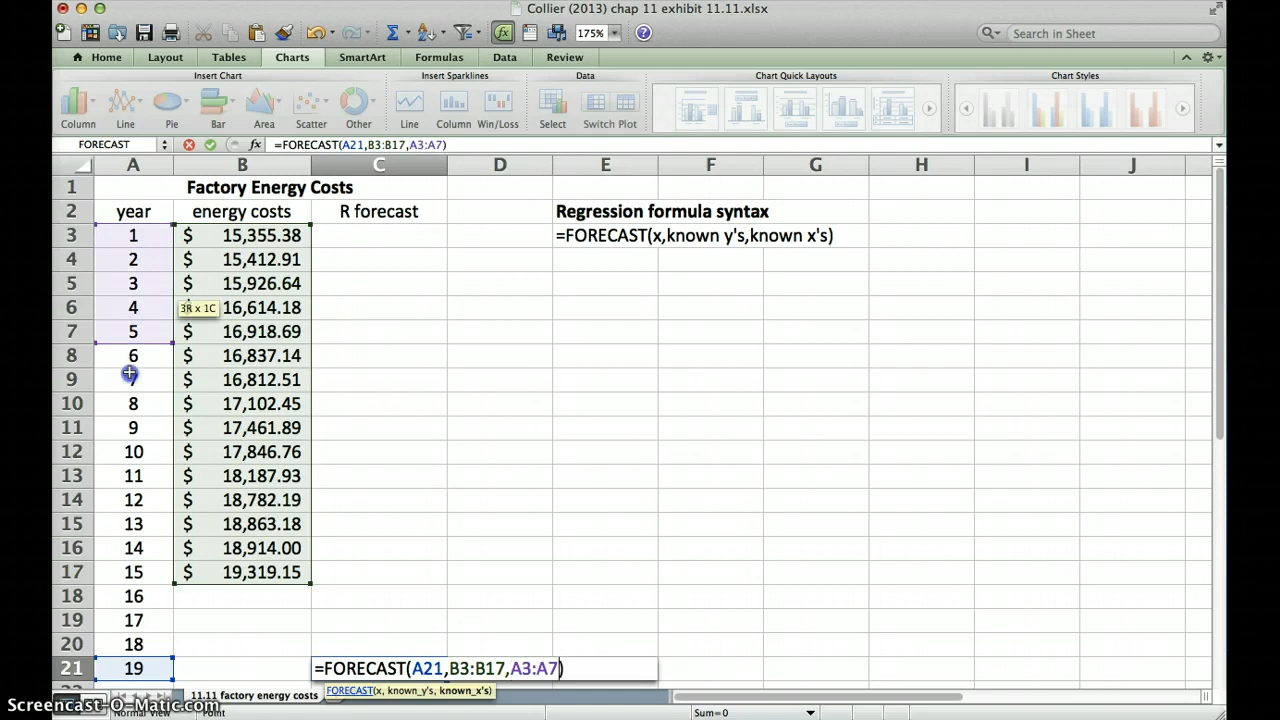 Collier (2013) chap 11 exhibit 11.11.xlsx
175% Search in Sheet
Home Layout Tables Charts SmartArt Formulas Data Review
Insert Chart Insert Sparklines Data Chart Quick Layouts Chart Styles
Column Line Pie Bar Area Scatter Other Line Column Win/Loss Select Switch Plot
FORECAST fx =FORECAST(A21,B3:B17,A3:A7)
A B C D E F G H I J
1 Factory Energy Costs
2 year energy costs R forecast Regression formula syntax
3 1 $ 15,355.38 =FORECAST(x,known y's,known x's)
4 2 $ 15,412.91
5 3 $ 15,926.64
6 4 3R x 1C 16,614.18
7 5 $ 16,918.69
8 6 $ 16,837.14
9 7 $ 16,812.51
10 8 $ 17,102.45
11 9 $ 17,461.89
12 10 $ 17,846.76
13 11 $ 18,187.93
14 12 $ 18,782.19
15 13 $ 18,863.18
16 14 $ 18,914.00
17 15 $ 19,319.15
18 16
19 17
20 18
21 19 =FORECAST(A21,B3:B17,A3:A7)
11.11 factory energy costs FORECAST(x, known_y's, known_x's)
Screencast-O-Matic.com
Normal View Point Sum=0